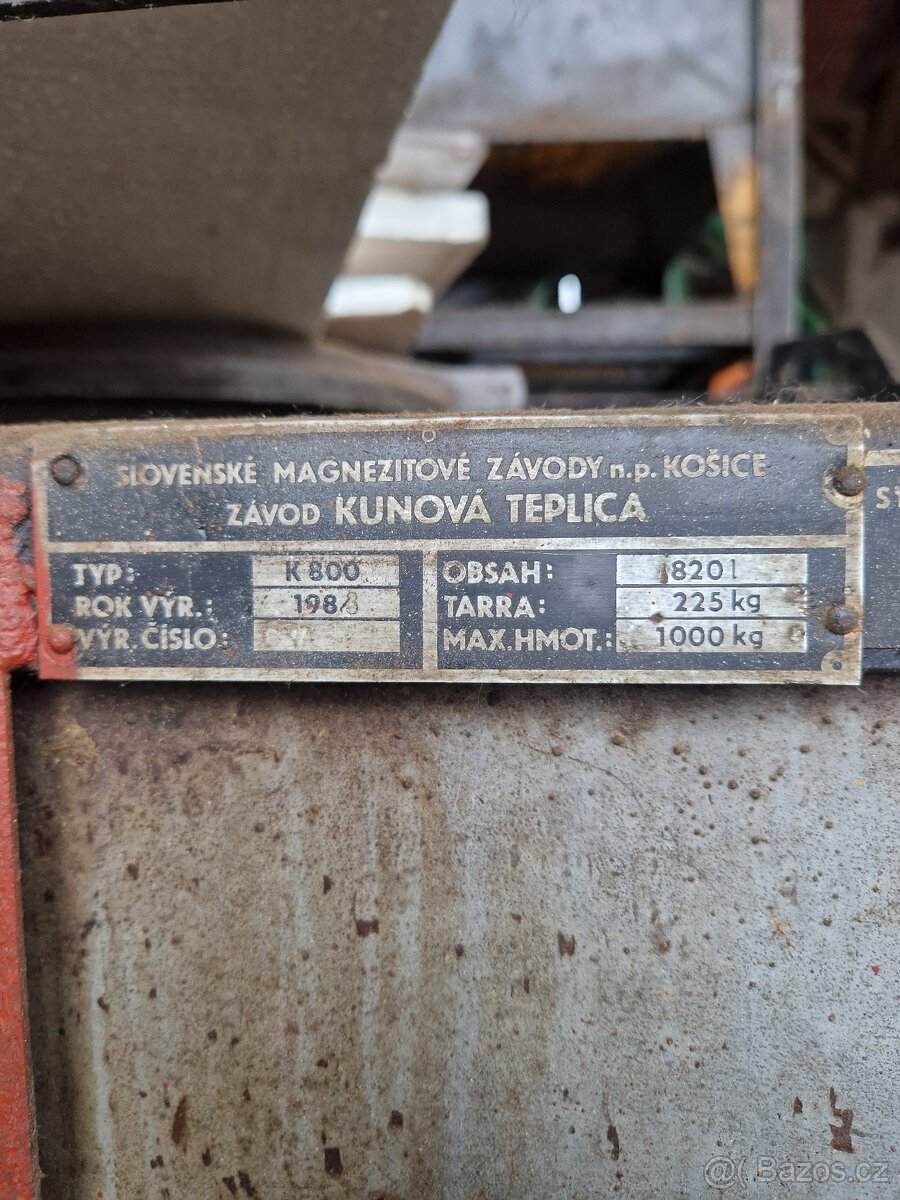 SLOVENSKÉ MAGNEZITOVÉ ZÁVODY n.p. KOŠICE
ZÁVOD KUNOVÁ TEPLICA
TYP: K 800
ROK VÝR.:
VÝR. ČÍSLO:
OBSAH: 820 l
TARRA: 225 kg
MAX. HMOT.: 1000 kg
@( Bazos.cz